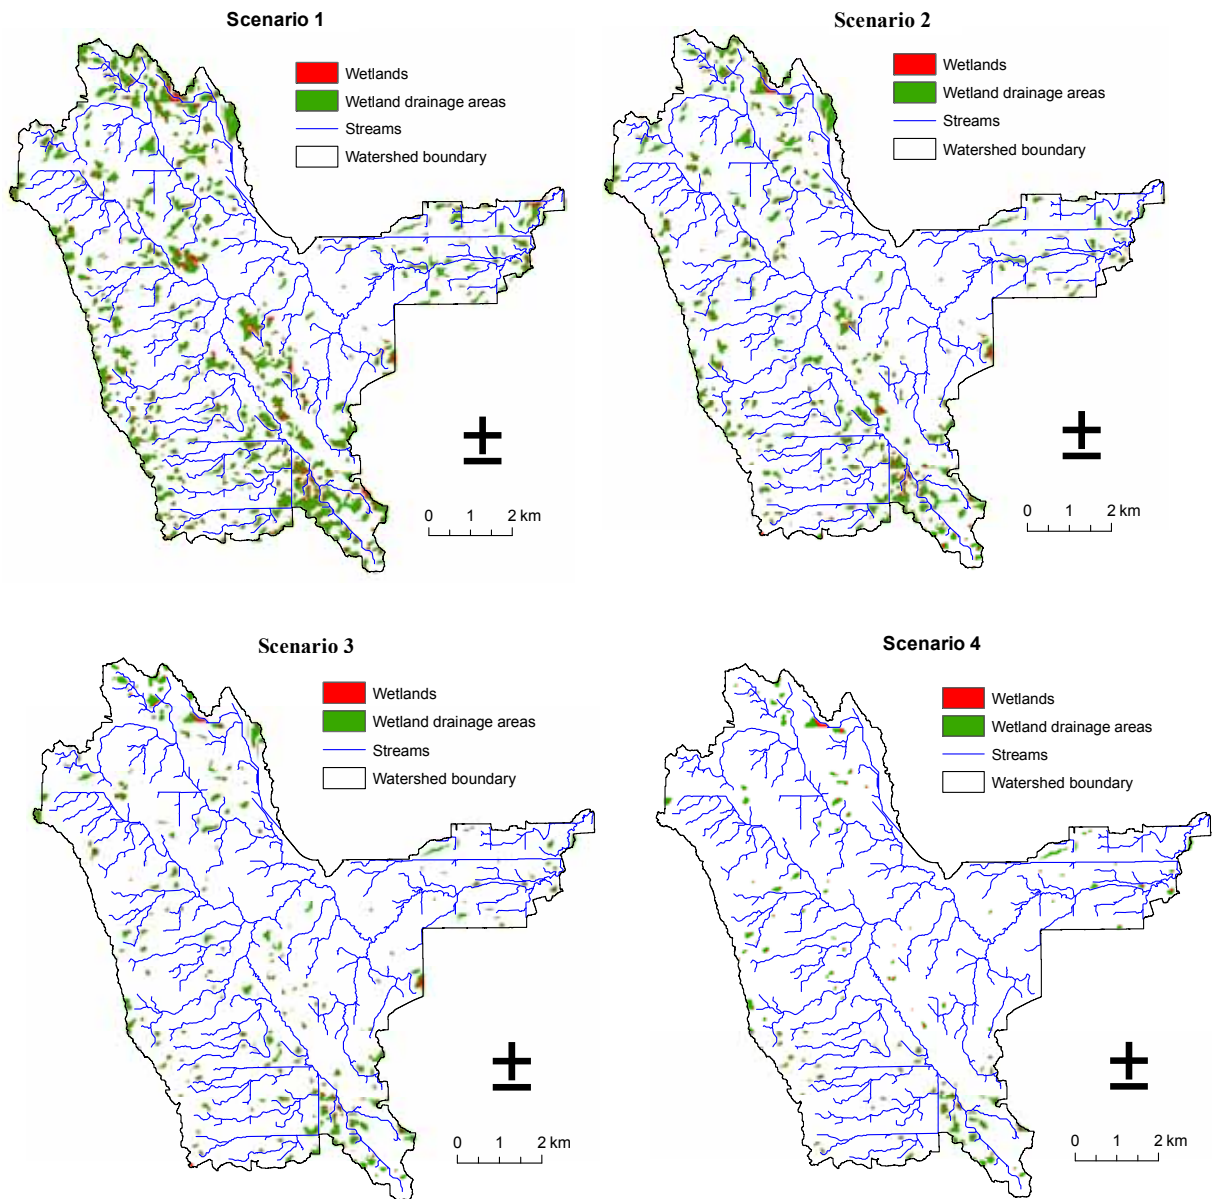 Scenario 1
Wetlands
Wetland drainage areas
Streams
Watershed boundary
±
0 1 2 km
Scenario 2
Wetlands
Wetland drainage areas
Streams
Watershed boundary
±
0 1 2 km
Scenario 3
Wetlands
Wetland drainage areas
Streams
Watershed boundary
±
0 1 2 km
Scenario 4
Wetlands
Wetland drainage areas
Streams
Watershed boundary
±
0 1 2 km